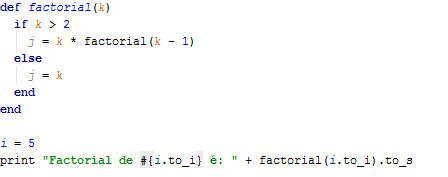 def factorial(k)
  if k > 2
    j = k * factorial(k - 1)
  else
    j = k
  end
end

i = 5
print "Factorial de #{i.to_i} é: " + factorial(i.to_i).to_s